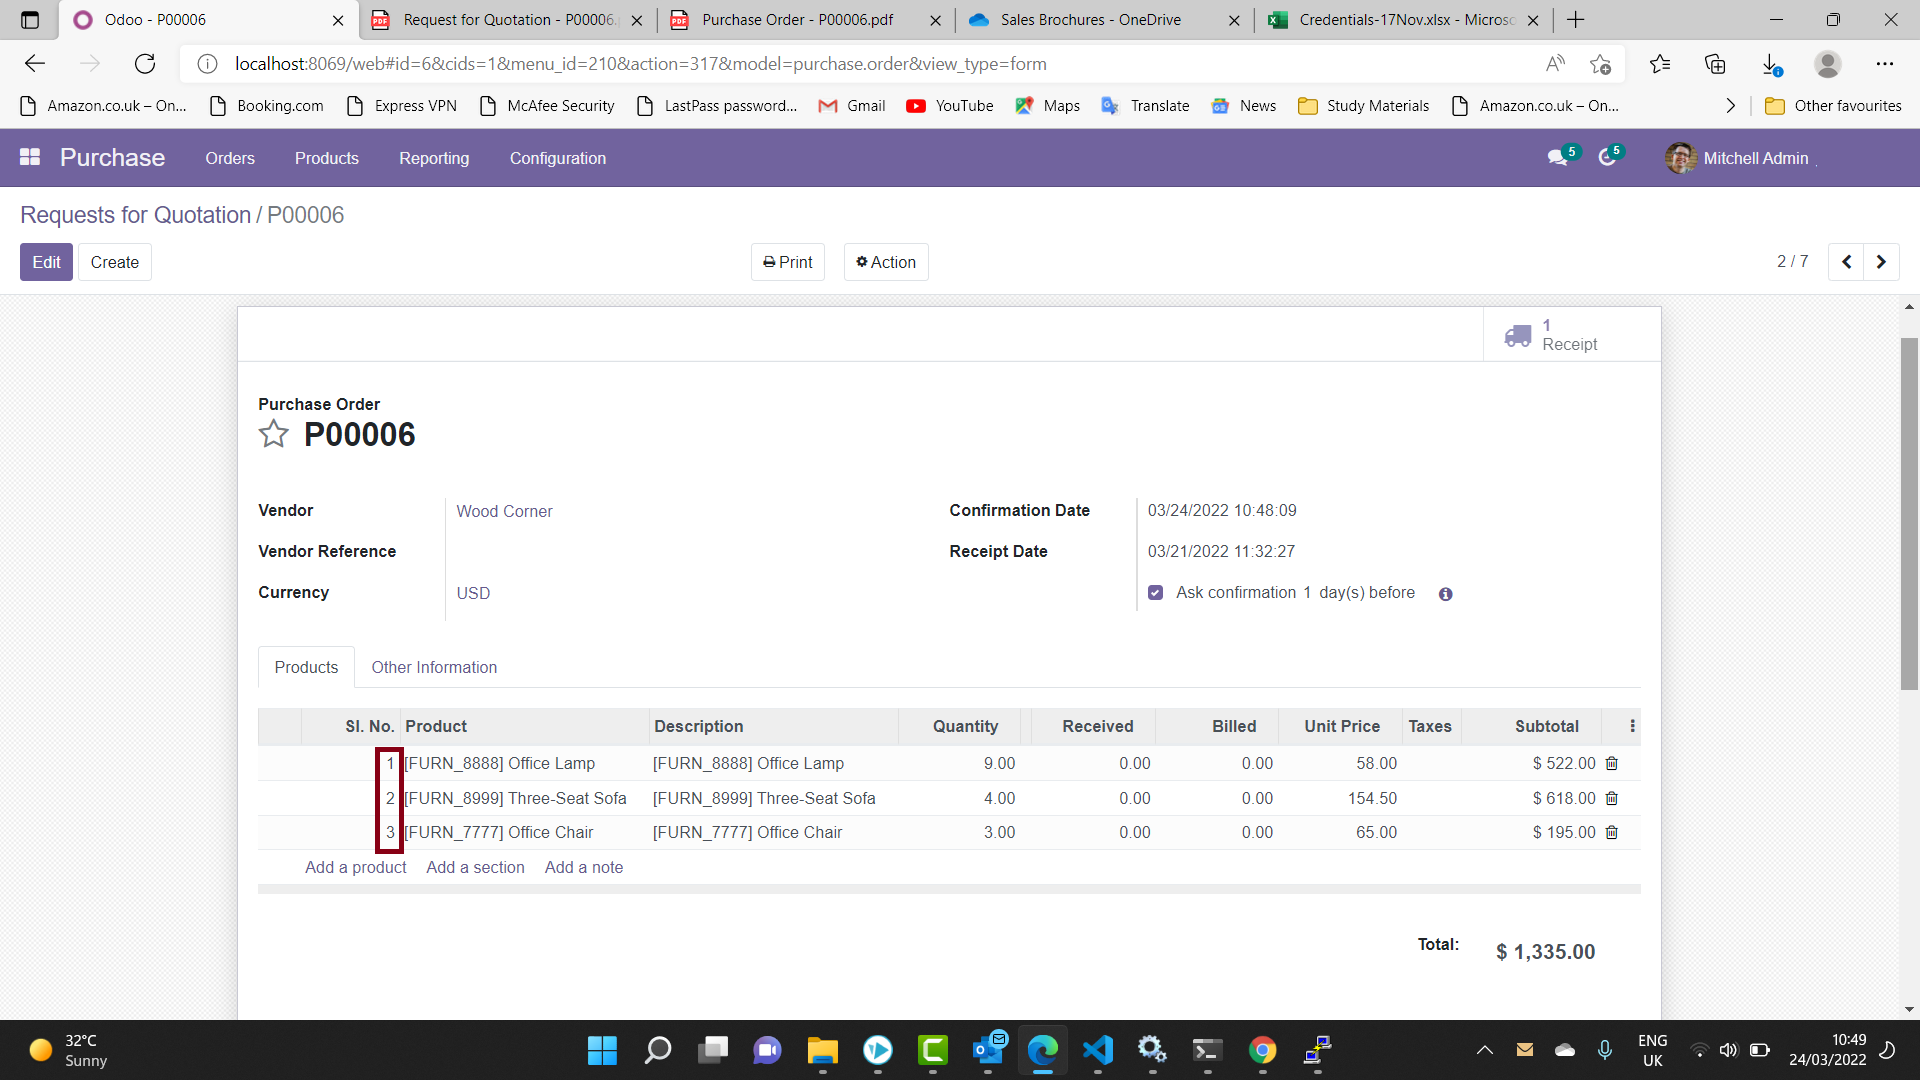 Odoo - P00006
Request for Quotation - P00006.
Purchase Order - P00006.pdf
Sales Brochures - OneDrive
Credentials-17Nov.xlsx - Microso
localhost:8069/web#id=6&cids=1&menu_id=210&action=317&model=purchase.order&view_type=form
Amazon.co.uk – On... Booking.com Express VPN McAfee Security LastPass password... Gmail YouTube Maps Translate News Study Materials Amazon.co.uk – On... Other favourites
Purchase Orders Products Reporting Configuration 5 5 Mitchell Admin
Requests for Quotation / P00006
Edit Create Print Action 2 / 7
1
Receipt
Purchase Order
P00006
Vendor Wood Corner Confirmation Date 03/24/2022 10:48:09
Vendor Reference Receipt Date 03/21/2022 11:32:27
Currency USD Ask confirmation 1 day(s) before
Products Other Information
Sl. No. Product Description Quantity Received Billed Unit Price Taxes Subtotal
1 [FURN_8888] Office Lamp [FURN_8888] Office Lamp 9.00 0.00 0.00 58.00 $ 522.00
2 [FURN_8999] Three-Seat Sofa [FURN_8999] Three-Seat Sofa 4.00 0.00 0.00 154.50 $ 618.00
3 [FURN_7777] Office Chair [FURN_7777] Office Chair 3.00 0.00 0.00 65.00 $ 195.00
Add a product Add a section Add a note
Total: $ 1,335.00
32°C
Sunny
ENG
UK
10:49
24/03/2022